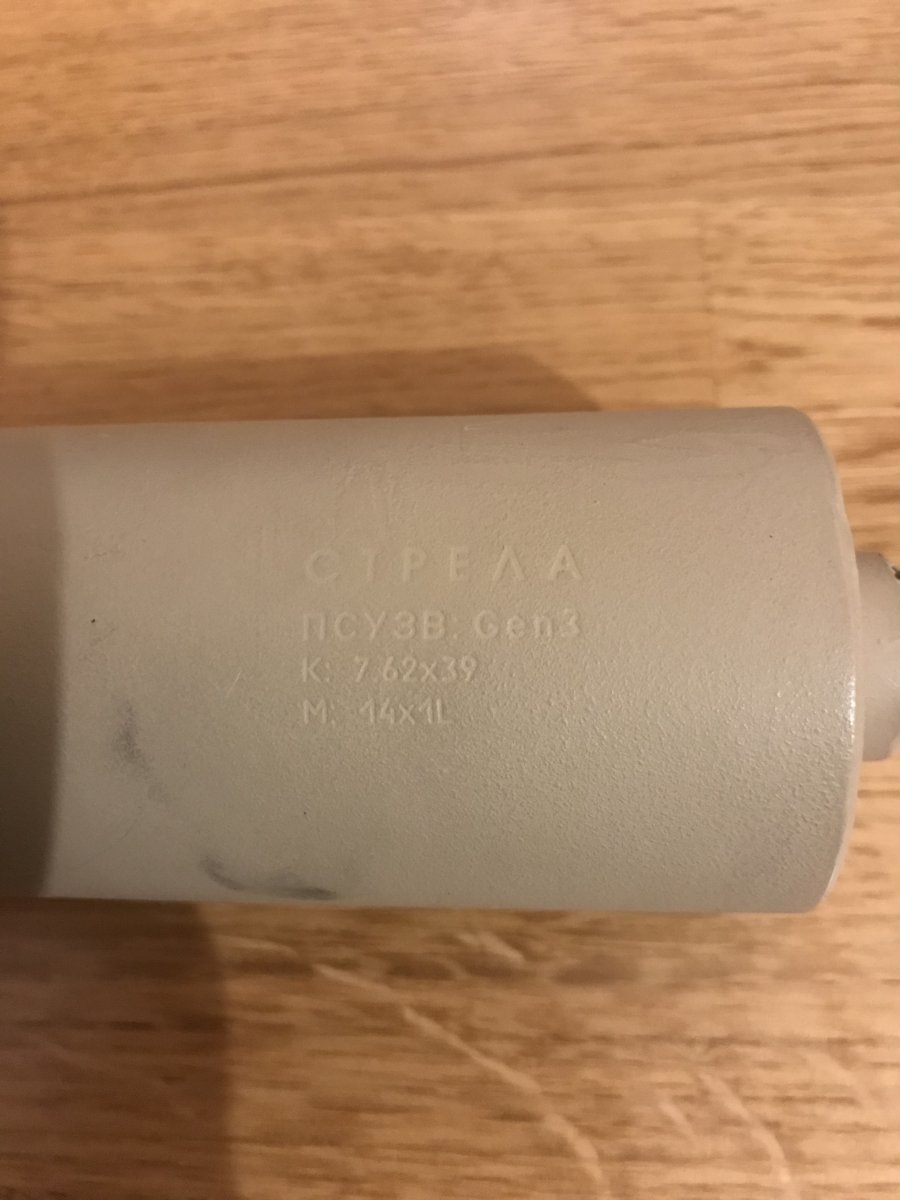 СТРЕЛА
ПСУЗВ: Gen3
К: 7.62x39
М: 14x1L